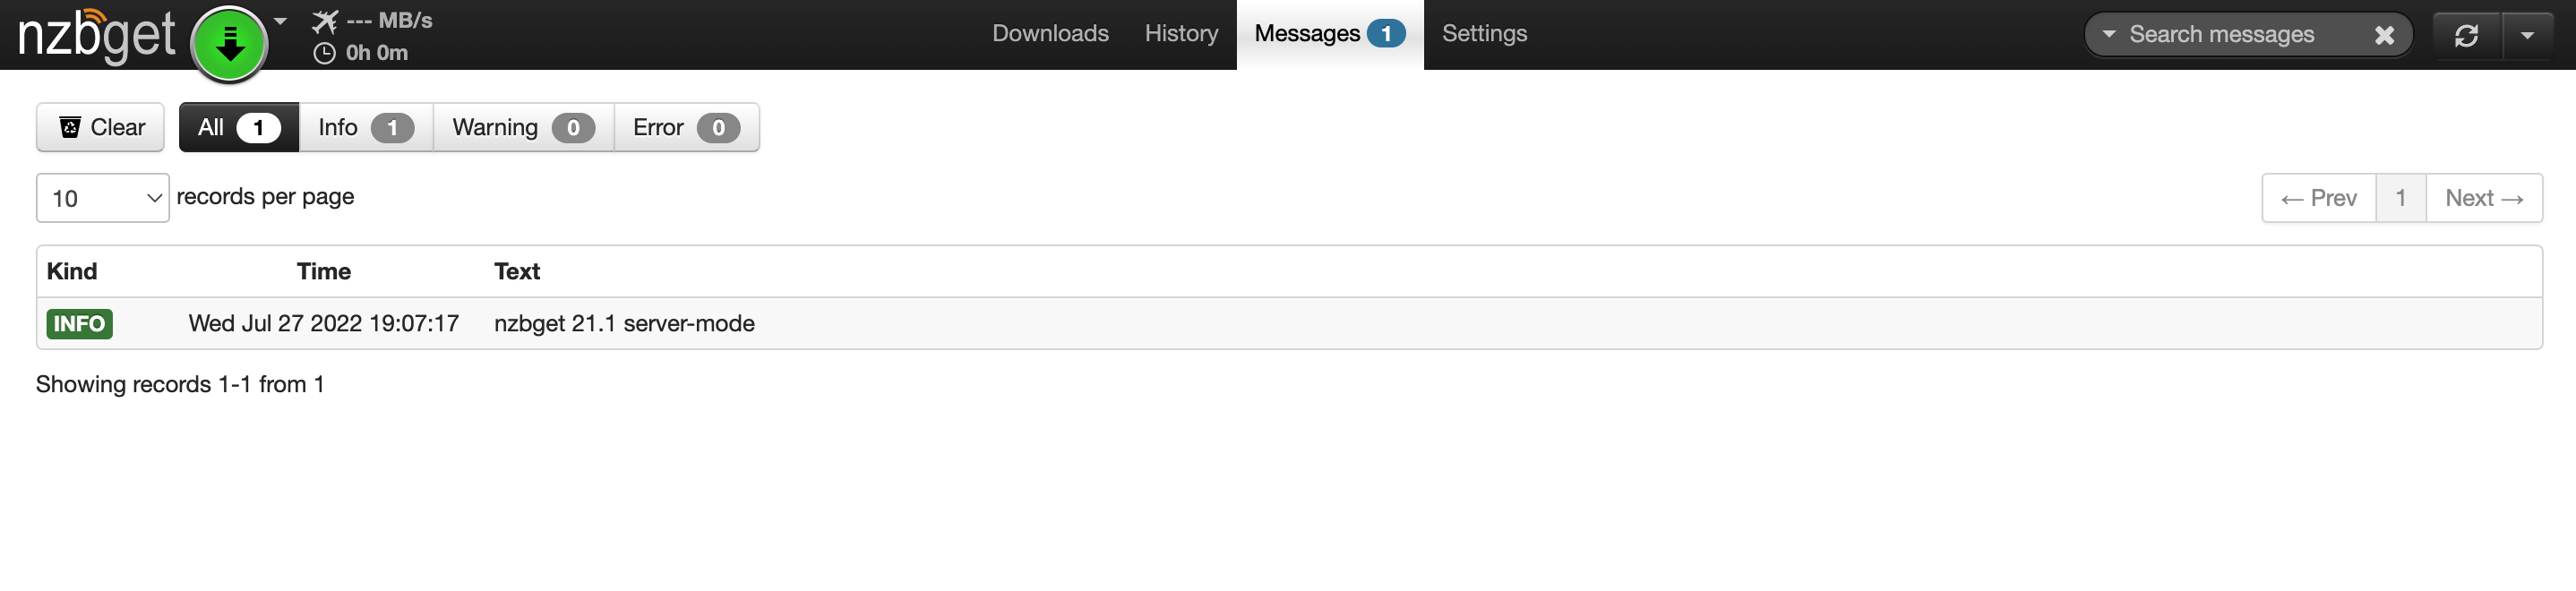 nzbget --- MB/s Downloads History Messages 1 Settings Search messages
0h 0m
Clear All 1 Info 1 Warning 0 Error 0
10 records per page ← Prev 1 Next →
Kind Time Text
INFO Wed Jul 27 2022 19:07:17 nzbget 21.1 server-mode
Showing records 1-1 from 1